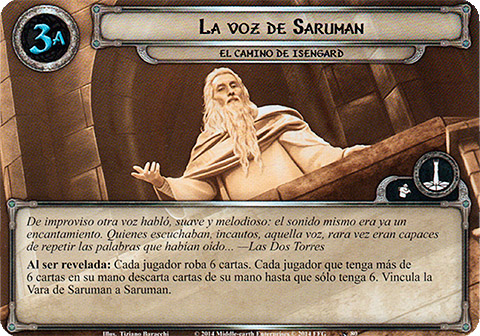 3A
La voz de Saruman
El camino de Isengard
De improviso otra voz habló, suave y melodiosa: el sonido mismo era ya un
encantamiento. Quienes escuchaban, incautos, aquella voz, rara vez eran capaces
de repetir las palabras que habían oído... —Las Dos Torres
Al ser revelada: Cada jugador roba 6 cartas. Cada jugador que tenga más de
6 cartas en su mano descarta cartas de su mano hasta que sólo tenga 6. Vincula la
Vara de Saruman a Saruman.
Illus. Tiziano Baracchi © 2014 Middle-earth Enterprises © 2014 FFG 80